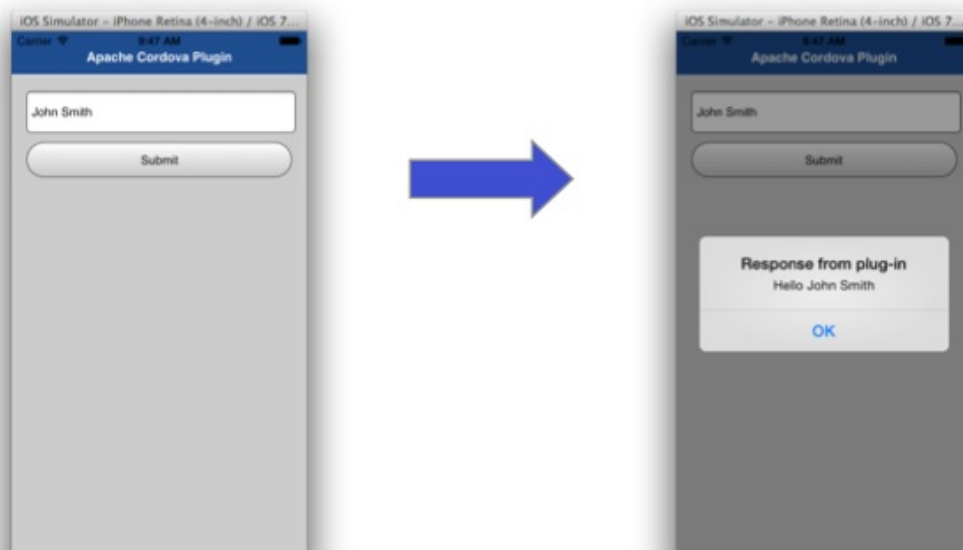 iOS Simulator - iPhone Retina (4-inch) / iOS 7...
Carrier 9:47 AM
Apache Cordova Plugin
John Smith
Submit
iOS Simulator - iPhone Retina (4-inch) / iOS 7...
Carrier 9:47 AM
Apache Cordova Plugin
John Smith
Submit
Response from plug-in
Hello John Smith
OK